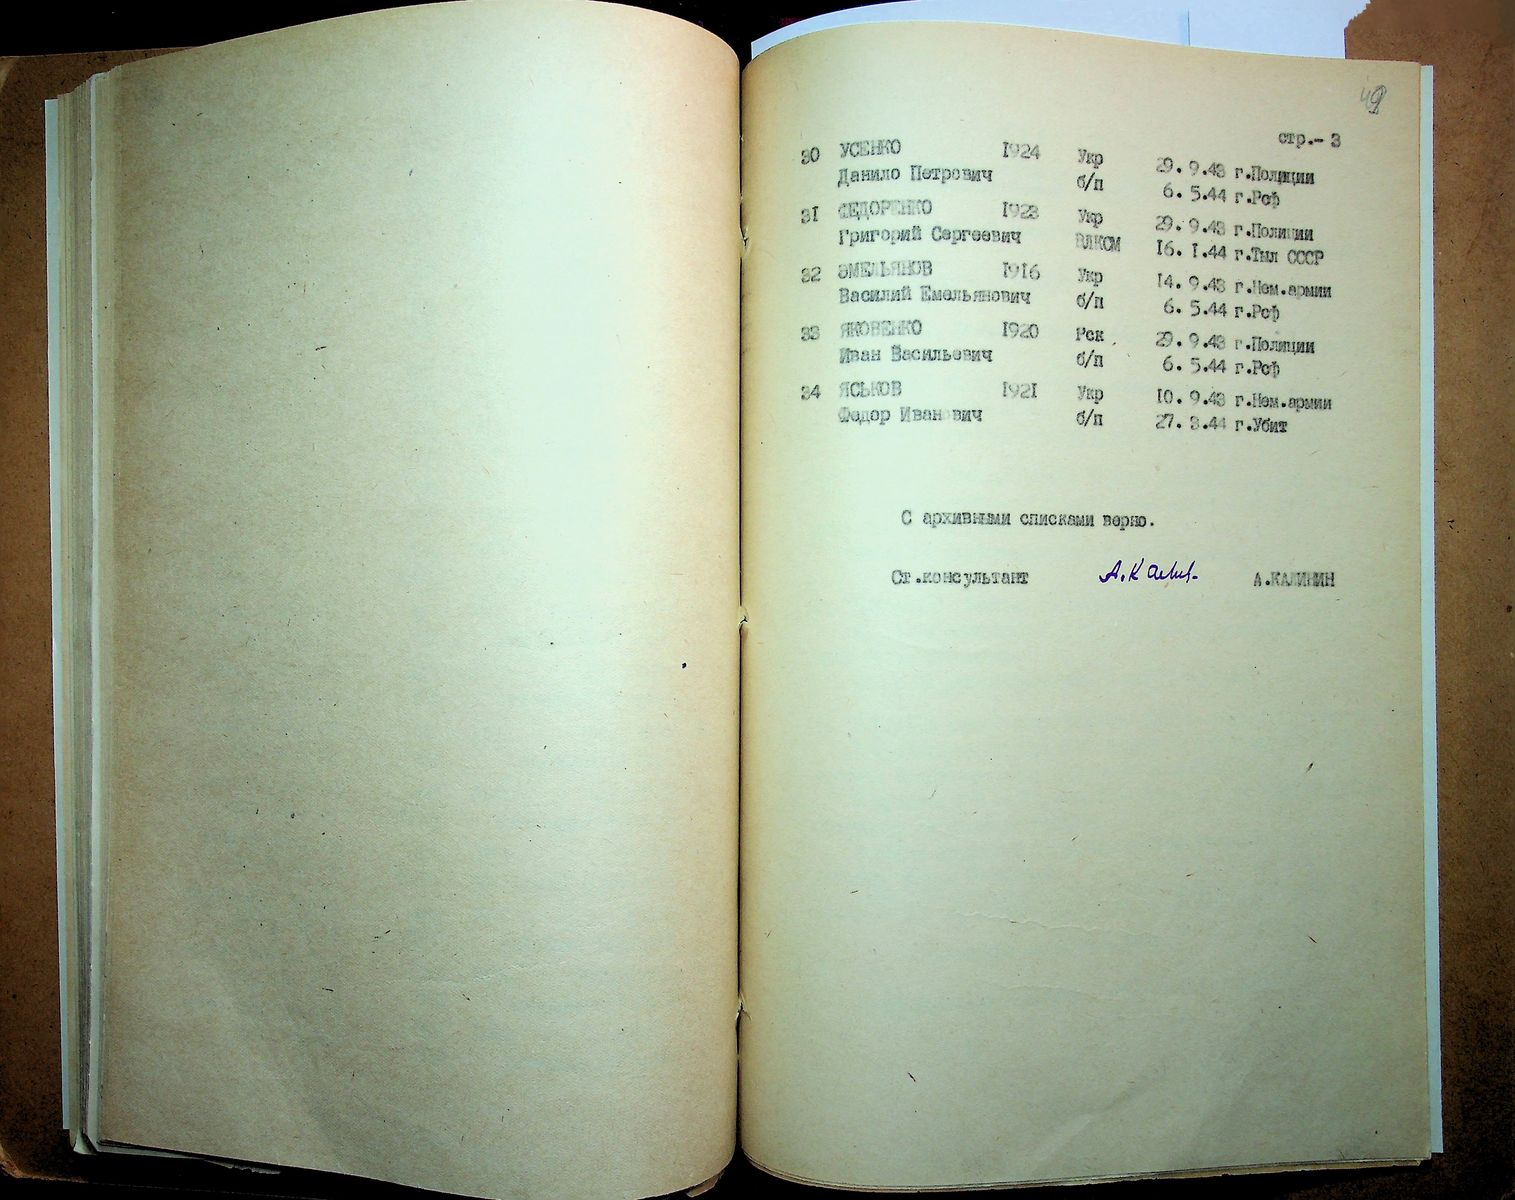 49
стр.- 3
30 УСЕНКО 1924 Укр 29. 9.43 г.Полиции
Данило Петрович б/п 6. 5.44 г.Рсф
31 ФЕДОРЕНКО 1923 Укр 29. 9.43 г.Полиции
Григорий Сергеевич ВЛКСМ 16. 1.44 г.Тыл СССР
32 ЭМЕЛЬЯНОВ 1916 Укр 14. 9.43 г.Нем.армии
Василий Емельянович б/п 6. 5.44 г.Рсф
33 ЯКОВЕНКО 1920 Рск 29. 9.43 г.Полиции
Иван Васильевич б/п 6. 5.44 г.Рсф
34 ЯСЬКОВ 1921 Укр 10. 9.43 г.Нем.армии
Федор Иванович б/п 27. 3.44 г.Убит
С архивными списками верно.
Ст.консультант А.Калин А.КАЛИНИН